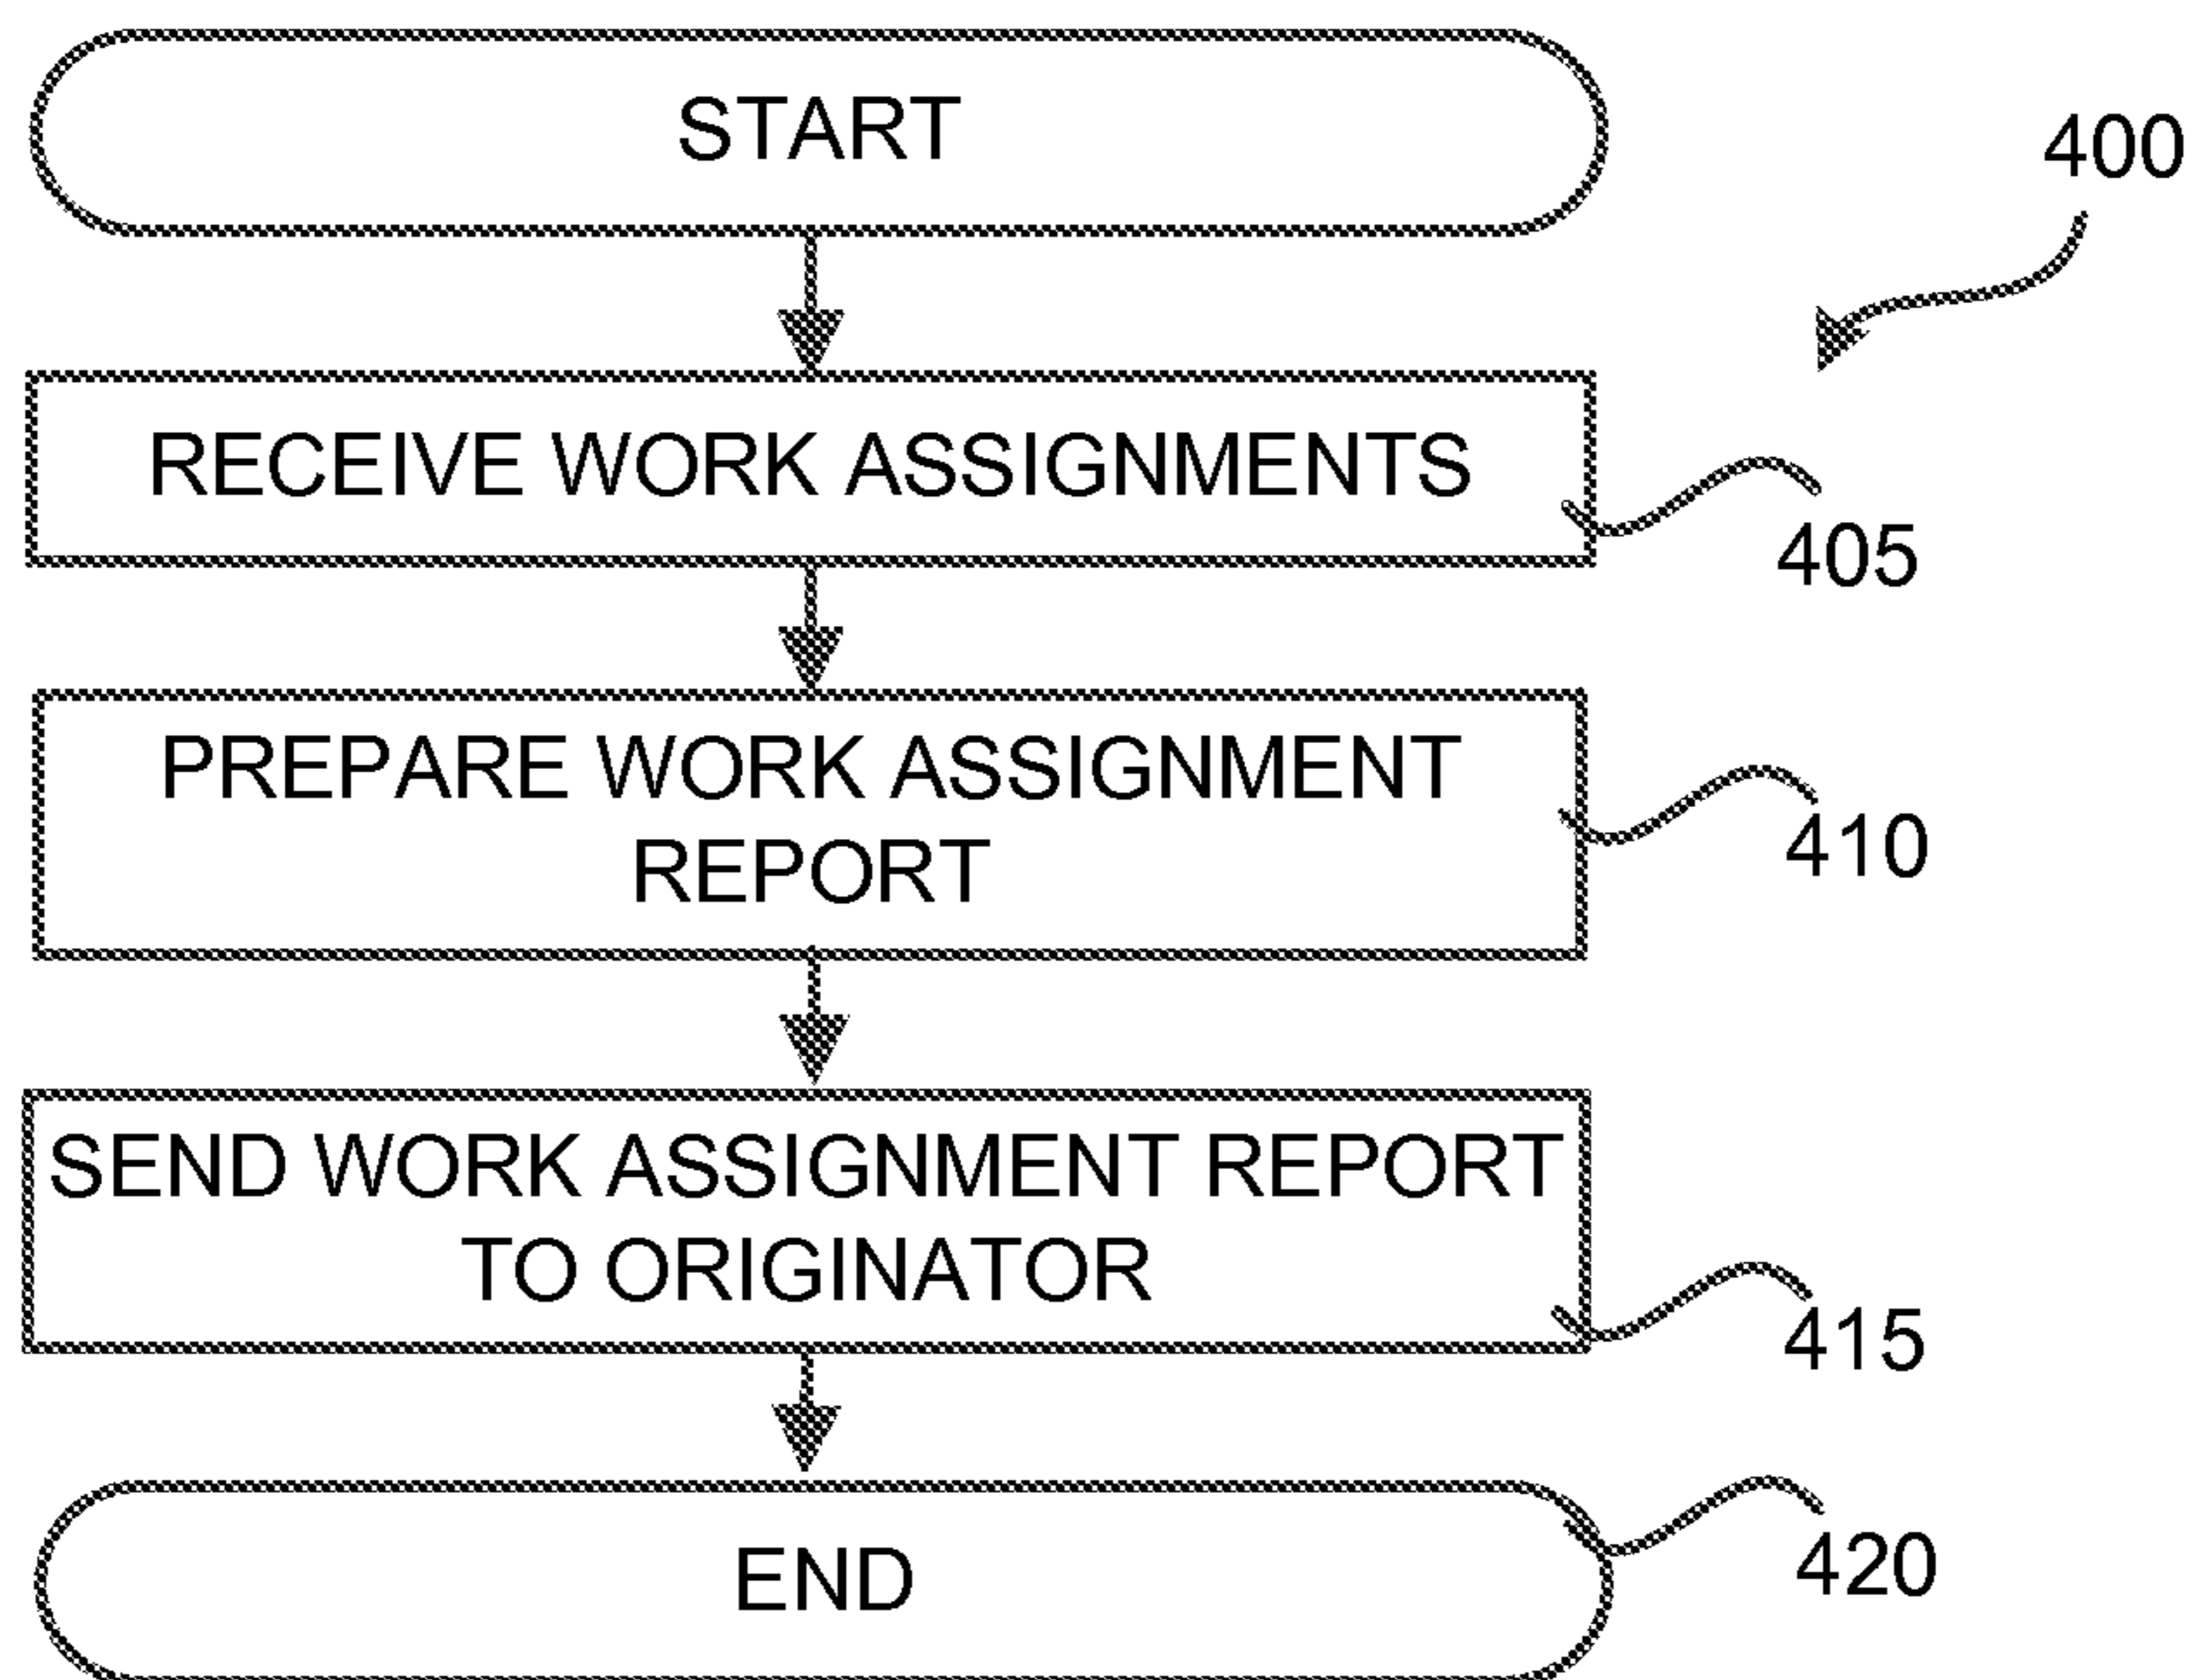 START
400
RECEIVE WORK ASSIGNMENTS
405
PREPARE WORK ASSIGNMENT
REPORT
410
SEND WORK ASSIGNMENT REPORT
TO ORIGINATOR
415
END
420